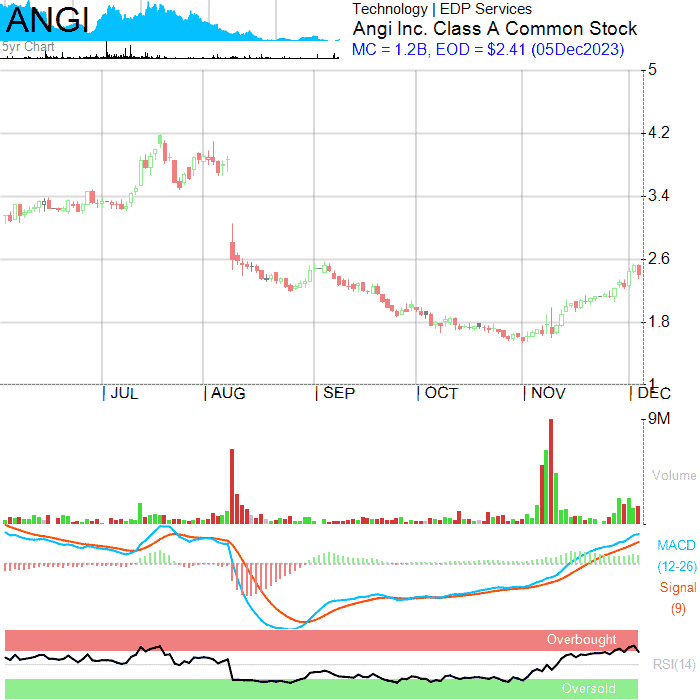 ANGI
5yr Chart
Technology | EDP Services
Angi Inc. Class A Common Stock
MC = 1.2B, EOD = $2.41 (05Dec2023)
5
4.2
3.4
2.6
1.8
1
| JUL | AUG | SEP | OCT | NOV | DEC
9M
Volume
MACD
(12-26)
Signal
(9)
Overbought
RSI(14)
Oversold